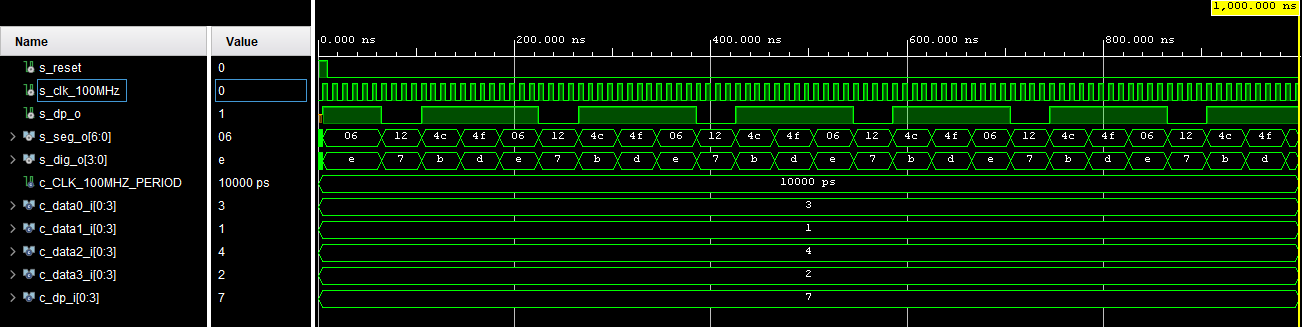 1,000.000 ns
Name Value 0.000 ns 200.000 ns 400.000 ns 600.000 ns 800.000 ns
s_reset 0
s_clk_100MHz 0
s_dp_o 1
s_seg_o[6:0] 06 06 12 4c 4f 06 12 4c 4f 06 12 4c 4f 06 12 4c 4f 06 12 4c 4f 06 12 4c 4f
s_dig_o[3:0] e e 7 b d e 7 b d e 7 b d e 7 b d e 7 b d e 7 b d
c_CLK_100MHZ_PERIOD 10000 ps 10000 ps
c_data0_i[0:3] 3 3
c_data1_i[0:3] 1 1
c_data2_i[0:3] 4 4
c_data3_i[0:3] 2 2
c_dp_i[0:3] 7 7